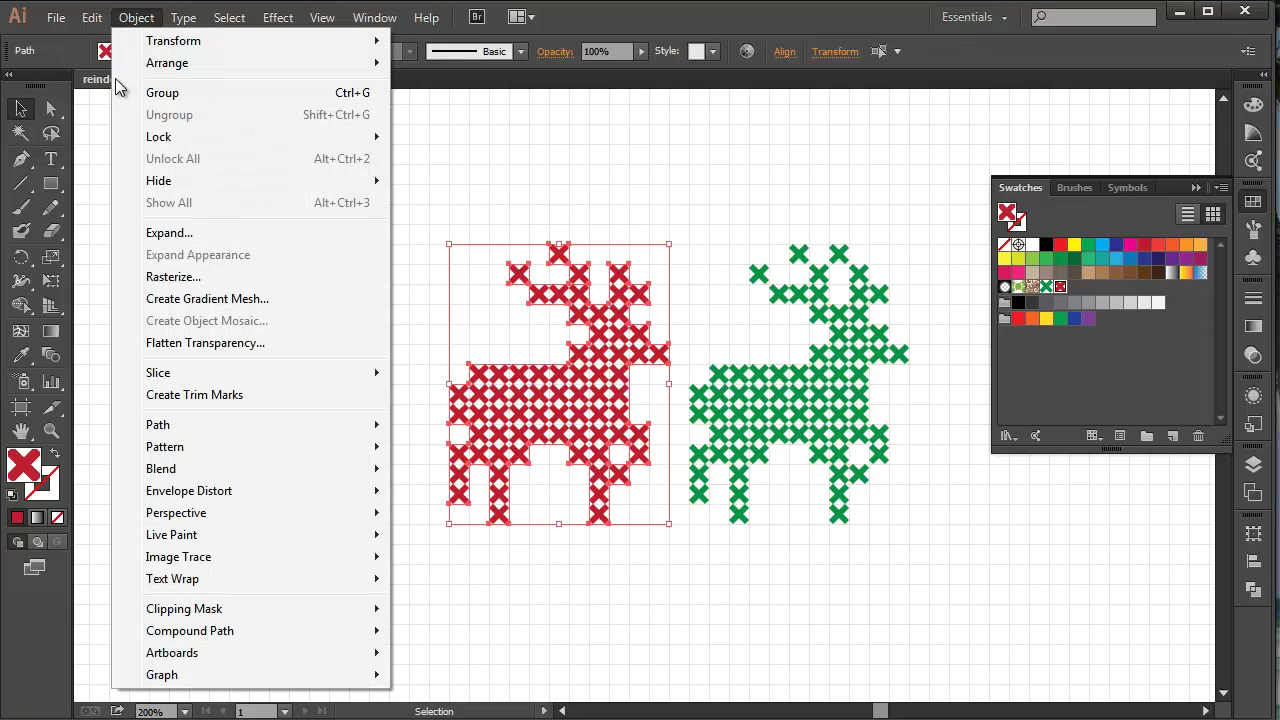 Ai File Edit Object Type Select Effect View Window Help Br Essentials
Path Basic Opacity: 100% Style: Align Transform
reind
Transform
Arrange
Group Ctrl+G
Ungroup Shift+Ctrl+G
Lock
Unlock All Alt+Ctrl+2
Hide
Show All Alt+Ctrl+3
Expand...
Expand Appearance
Rasterize...
Create Gradient Mesh...
Create Object Mosaic...
Flatten Transparency...
Slice
Create Trim Marks
Path
Pattern
Blend
Envelope Distort
Perspective
Live Paint
Image Trace
Text Wrap
Clipping Mask
Compound Path
Artboards
Graph
Swatches Brushes Symbols
200% 1 Selection